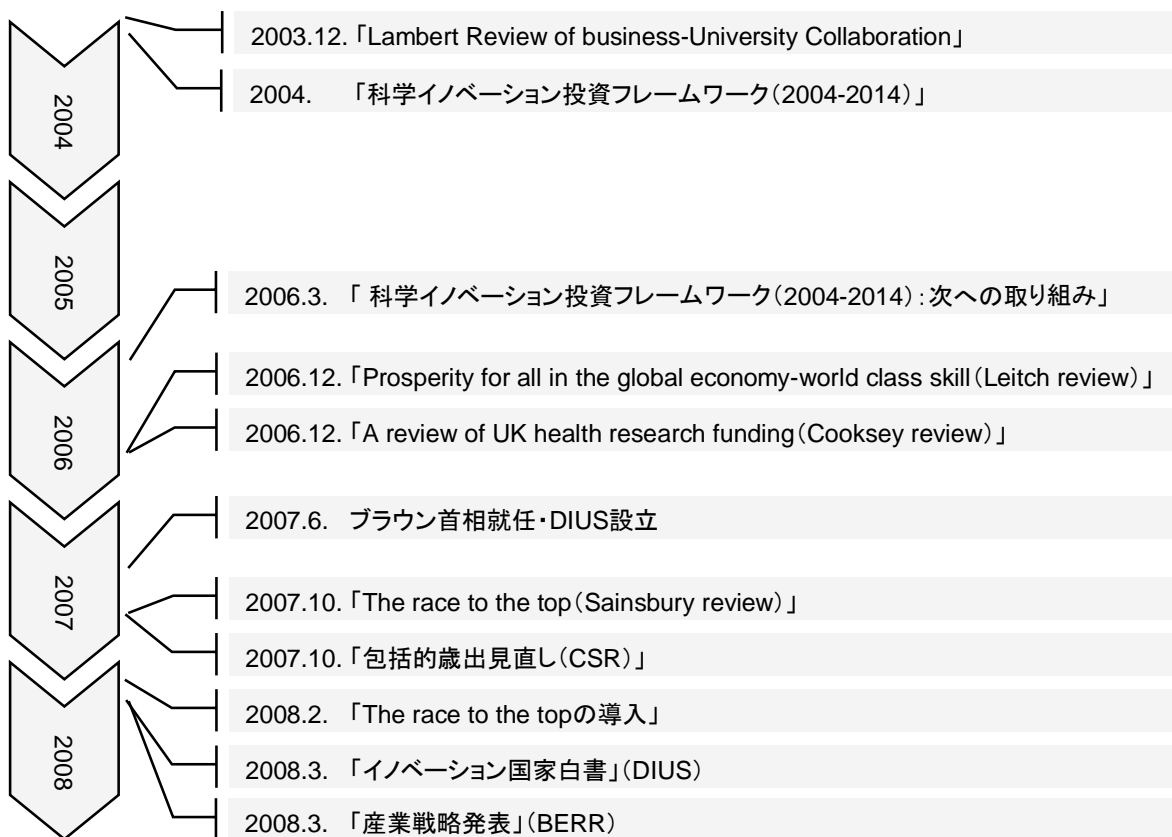 2003.12.「Lambert Review of business-University Collaboration」
2004. 「科学イノベーション投資フレームワーク(2004-2014)」
2004
2005
2006.3. 「 科学イノベーション投資フレームワーク(2004-2014):次への取り組み」
2006.12.「Prosperity for all in the global economy-world class skill(Leitch review)」
2006
2006.12.「A review of UK health research funding(Cooksey review)」
2007.6. ブラウン首相就任・DIUS設立
2007
2007.10.「The race to the top(Sainsbury review)」
2007.10.「包括的歳出見直し(CSR)」
2008.2. 「The race to the topの導入」
2008
2008.3. 「イノベーション国家白書」(DIUS)
2008.3. 「産業戦略発表」(BERR)